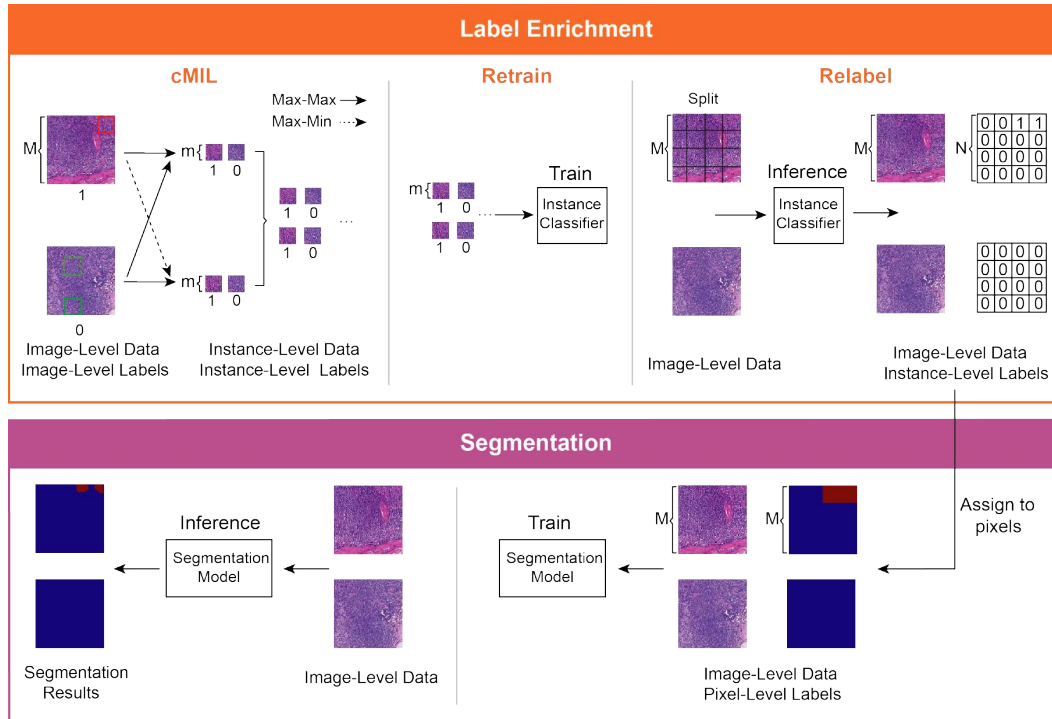 Label Enrichment
cMIL
Max-Max
Max-Min
M
1
0
m
1 0
m
1 0
1 0
1 0
...
Image-Level Data
Image-Level Labels
Instance-Level Data
Instance-Level Labels
Retrain
m
1 0
1 0
...
Train
Instance
Classifier
Relabel
Split
M
Inference
Instance
Classifier
M
N
0 0 1 1
0 0 0 0
0 0 0 0
0 0 0 0
0 0 0 0
0 0 0 0
0 0 0 0
0 0 0 0
Image-Level Data
Image-Level Data
Instance-Level Labels
Segmentation
Assign to
pixels
Inference
Segmentation
Model
Segmentation
Results
Image-Level Data
Train
Segmentation
Model
M
M
Image-Level Data
Pixel-Level Labels